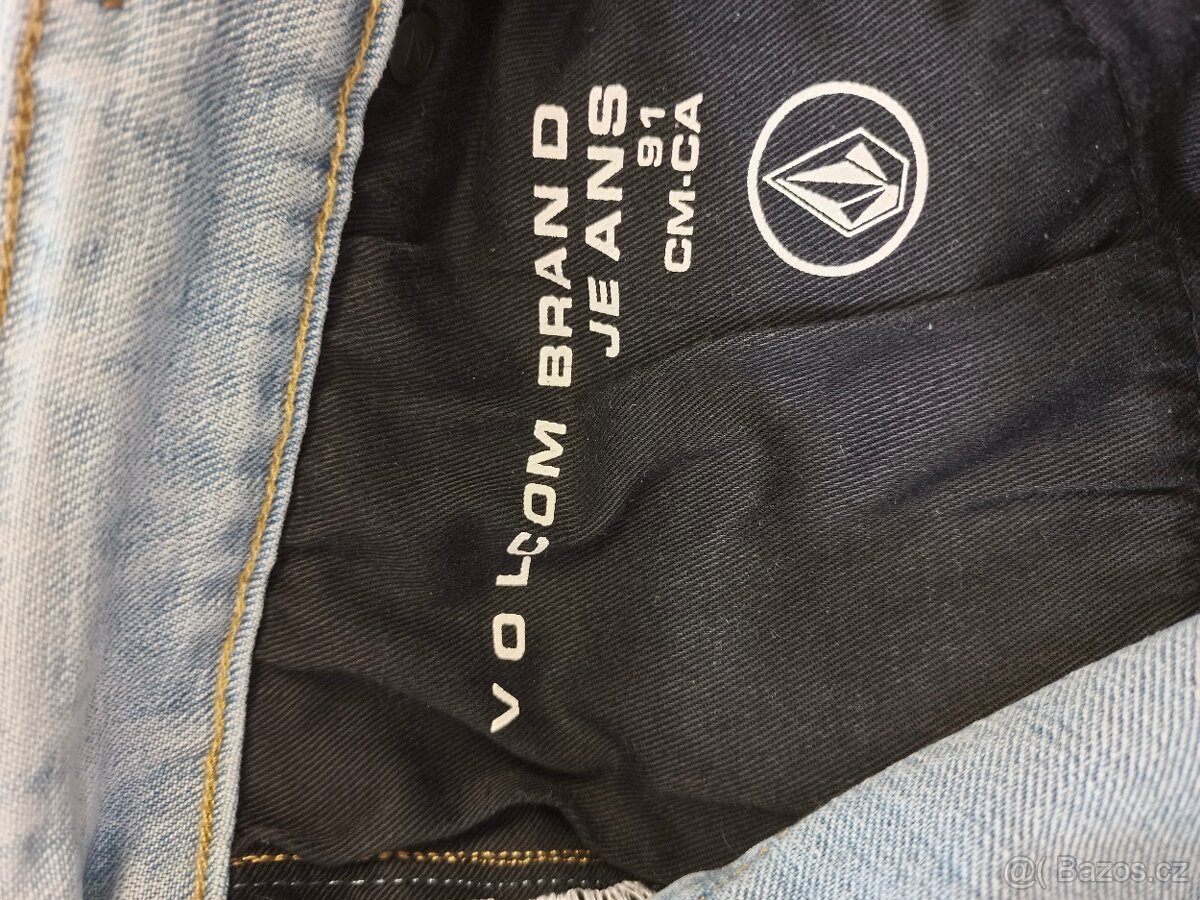 VOLCOM BRAND
JEANS
91
CM-CA
@( Bazos.cz